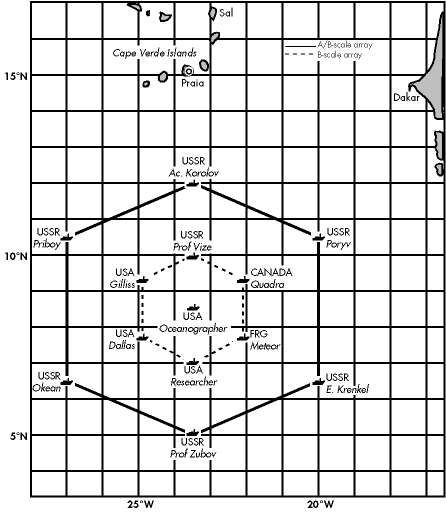 Sal
A/B-scale array
B-scale array
Cape Verde Islands
15°N
Praia
Dakar
USSR
Ac. Korolov
USSR
Priboy
USSR
Poryv
USSR
Prof Vize
10°N
USA
Gilliss
CANADA
Quadra
USA
Oceanographer
USA
Dallas
FRG
Meteor
USA
Researcher
USSR
Okean
USSR
E. Krenkel
5°N
USSR
Prof Zubov
25°W
20°W